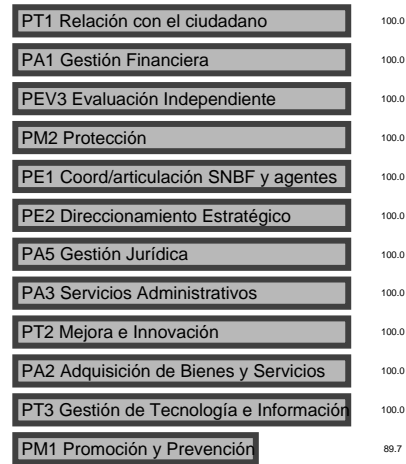 PT1 Relación con el ciudadano 100.0
PA1 Gestión Financiera 100.0
PEV3 Evaluación Independiente 100.0
PM2 Protección 100.0
PE1 Coord/articulación SNBF y agentes 100.0
PE2 Direccionamiento Estratégico 100.0
PA5 Gestión Jurídica 100.0
PA3 Servicios Administrativos 100.0
PT2 Mejora e Innovación 100.0
PA2 Adquisición de Bienes y Servicios 100.0
PT3 Gestión de Tecnología e Información 100.0
PM1 Promoción y Prevención 89.7